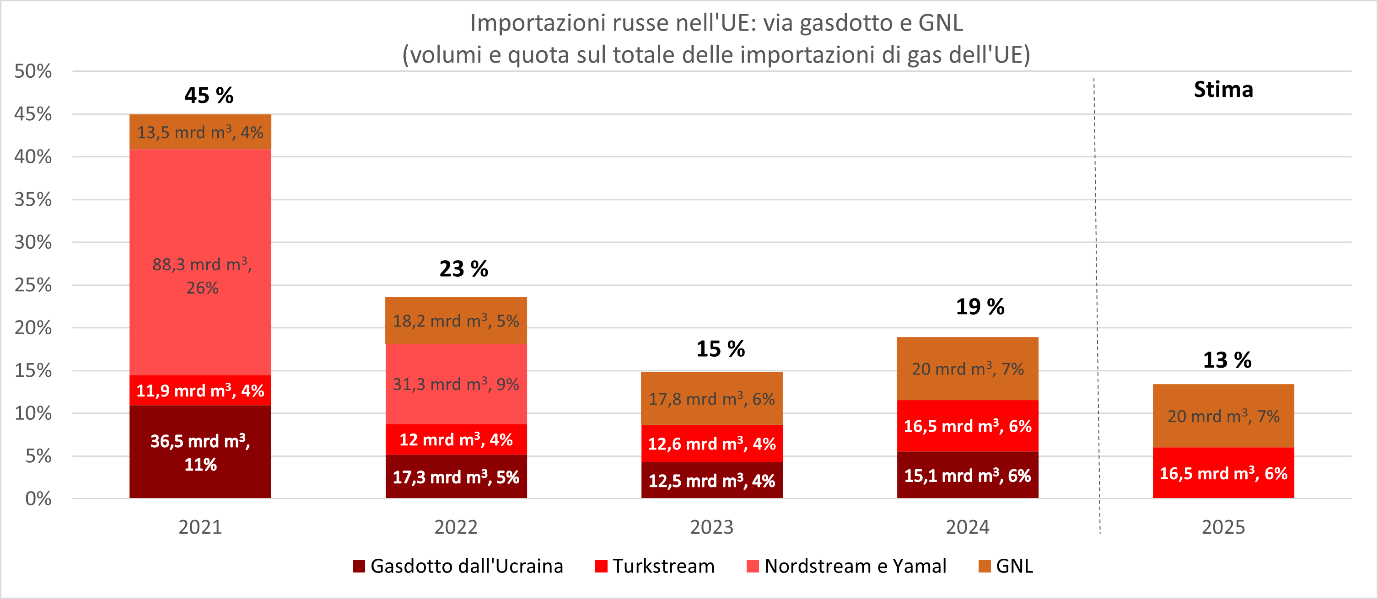 Importazioni russe nell'UE: via gasdotto e GNL
(volumi e quota sul totale delle importazioni di gas dell'UE)
50%
45%
40%
35%
30%
25%
20%
15%
10%
5%
0%
45 %
13,5 mrd m³, 4%
88,3 mrd m³,
26%
11,9 mrd m³, 4%
36,5 mrd m³,
11%
23 %
18,2 mrd m³, 5%
31,3 mrd m³, 9%
12 mrd m³, 4%
17,3 mrd m³, 5%
15 %
17,8 mrd m³, 6%
12,6 mrd m³, 4%
12,5 mrd m³, 4%
19 %
20 mrd m³, 7%
16,5 mrd m³, 6%
15,1 mrd m³, 6%
Stima
13 %
20 mrd m³, 7%
16,5 mrd m³, 6%
2021
2022
2023
2024
2025
Gasdotto dall'Ucraina
Turkstream
Nordstream e Yamal
GNL